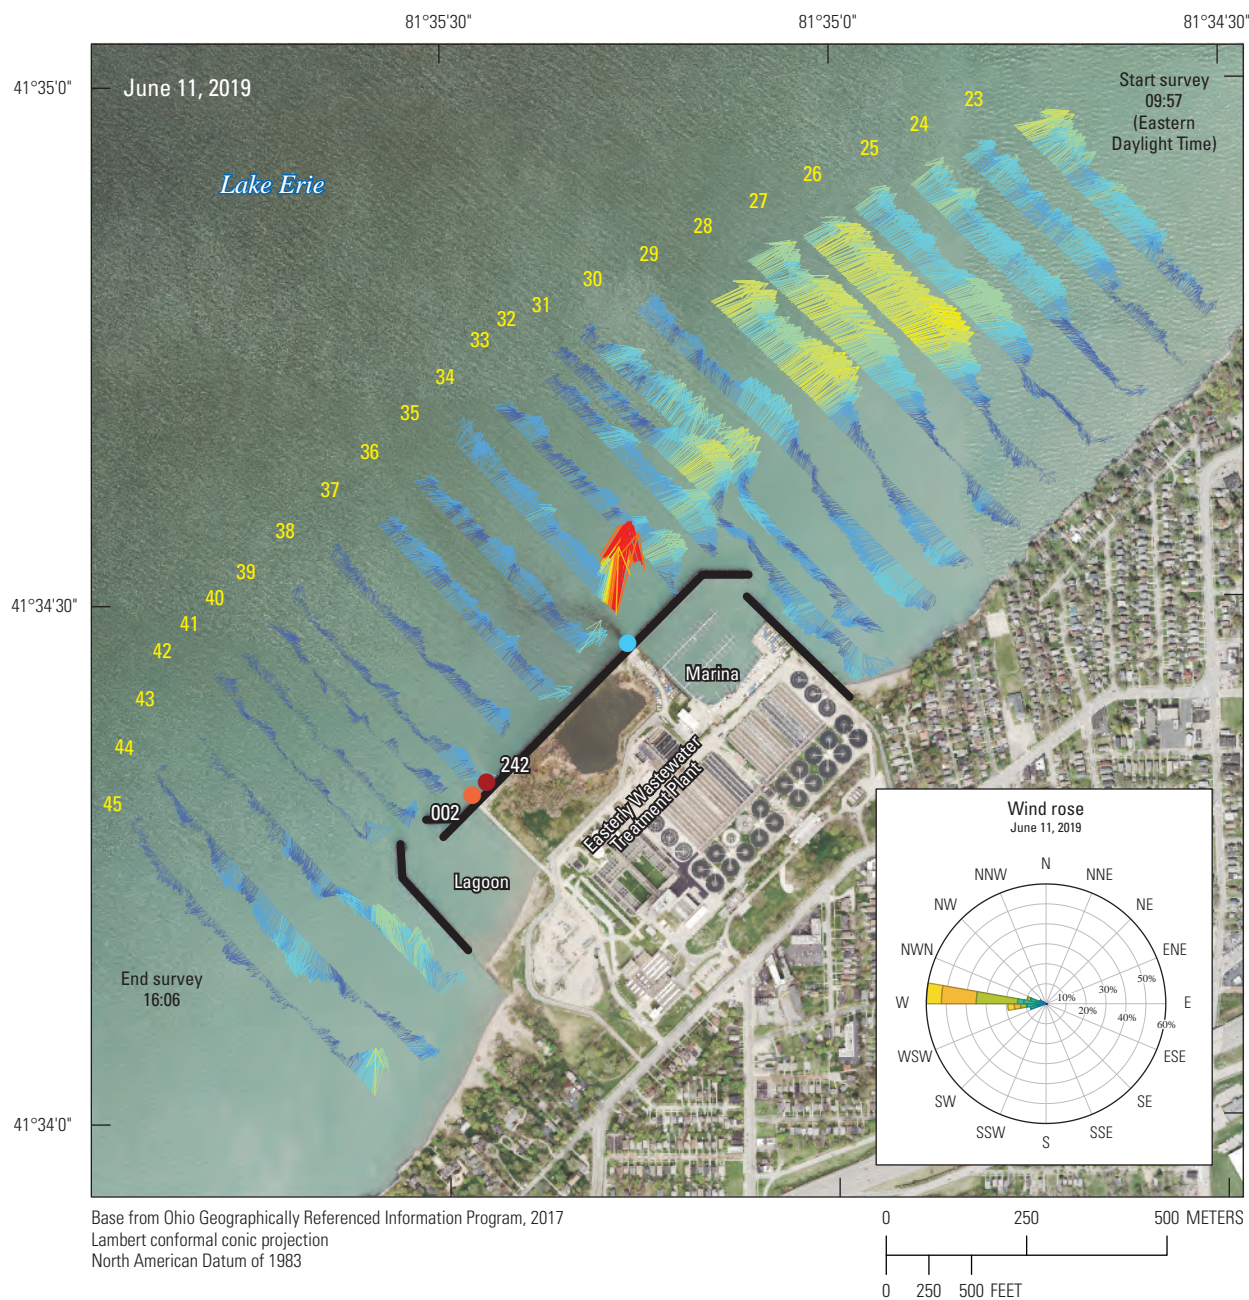 81°35'30"
81°35'0"
81°34'30"
41°35'0"
June 11, 2019
Start survey
09:57
(Eastern
Daylight Time)
Lake Erie
23
24
25
26
27
28
29
30
31
32
33
34
35
36
37
38
39
40
41
42
43
44
45
41°34'30"
Marina
242
002
Easterly Wastewater
Treatment Plant
Lagoon
End survey
16:06
41°34'0"
Wind rose
June 11, 2019
N
NNW
NNE
NW
NE
NWN
ENE
W
E
10%
20%
30%
40%
50%
60%
WSW
ESE
SW
SE
SSW
SSE
S
Base from Ohio Geographically Referenced Information Program, 2017
Lambert conformal conic projection
North American Datum of 1983
0 250 500 METERS
0 250 500 FEET